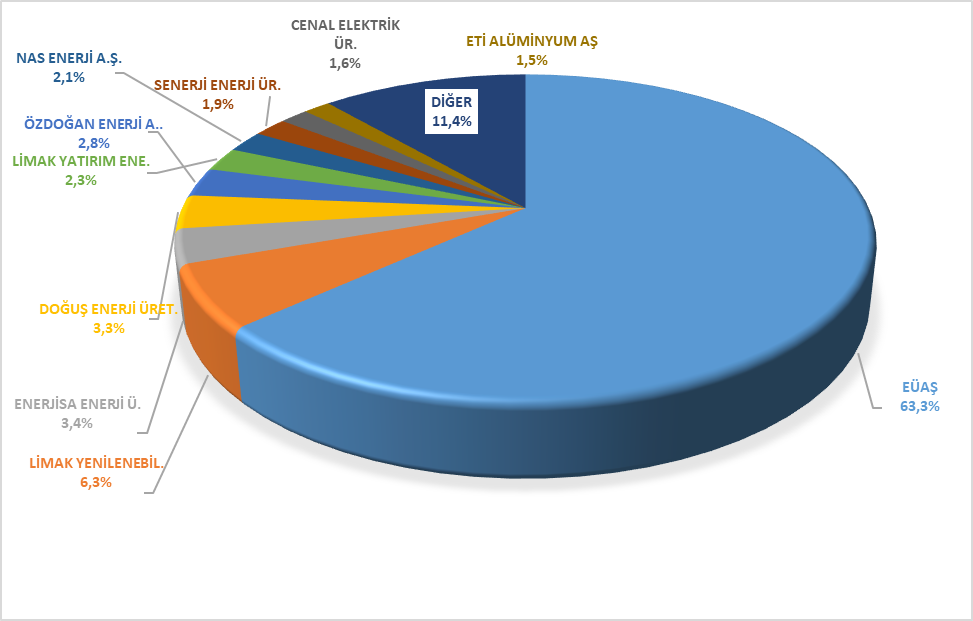 CENAL ELEKTRİK
ÜR.
1,6%
ETİ ALÜMİNYUM AŞ
1,5%
NAS ENERJİ A.Ş.
2,1%
SENERJİ ENERJİ ÜR.
1,9%
DİĞER
11,4%
ÖZDOĞAN ENERJİ A..
2,8%
LİMAK YATIRIM ENE.
2,3%
DOĞUŞ ENERJİ ÜRET.
3,3%
EÜAŞ
63,3%
ENERJİSA ENERJİ Ü.
3,4%
LİMAK YENİLENEBİL.
6,3%